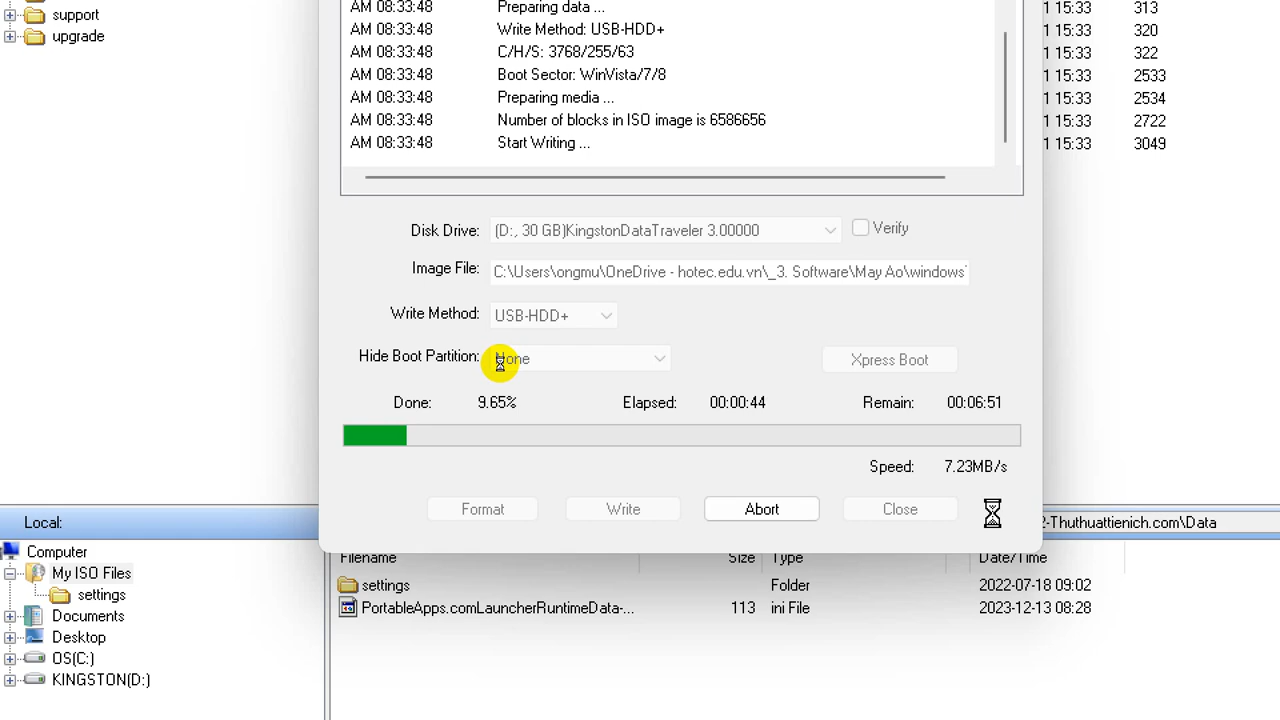 support
upgrade
AM 08:33:48 Preparing data ...
AM 08:33:48 Write Method: USB-HDD+
AM 08:33:48 C/H/S: 3768/255/63
AM 08:33:48 Boot Sector: WinVista/7/8
AM 08:33:48 Preparing media ...
AM 08:33:48 Number of blocks in ISO image is 6586656
AM 08:33:48 Start Writing ...
1 15:33 313
1 15:33 320
1 15:33 322
1 15:33 2533
1 15:33 2534
1 15:33 2722
1 15:33 3049
Disk Drive: (D:, 30 GB)KingstonDataTraveler 3.00000 Verify
Image File: C:\Users\ongmu\OneDrive - hotec.edu.vn\_3. Software\May Ao\windows
Write Method: USB-HDD+
Hide Boot Partition: None Xpress Boot
Done: 9.65% Elapsed: 00:00:44 Remain: 00:06:51
Speed: 7.23MB/s
Format Write Abort Close
Local: 2-Thuthuattienich.com\Data
Computer
My ISO Files
settings
Documents
Desktop
OS(C:)
KINGSTON(D:)
Filename Size Type Date/Time
settings Folder 2022-07-18 09:02
PortableApps.comLauncherRuntimeData-... 113 ini File 2023-12-13 08:28